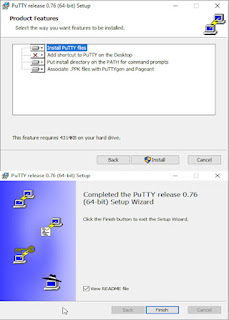 PuTTY release 0.76 (64-bit) Setup
Product Features
Select the way you want features to be installed.
Install PuTTY files
Add shortcut to PuTTY on the Desktop
Put install directory on the PATH for command prompts
Associate .PPK files with PuTTYgen and Pageant
This feature requires 4319KB on your hard drive.
Back
Install
Cancel
PuTTY release 0.76 (64-bit) Setup
Completed the PuTTY release 0.76
(64-bit) Setup Wizard
Click the Finish button to exit the Setup Wizard.
View README file
Back
Finish
Cancel